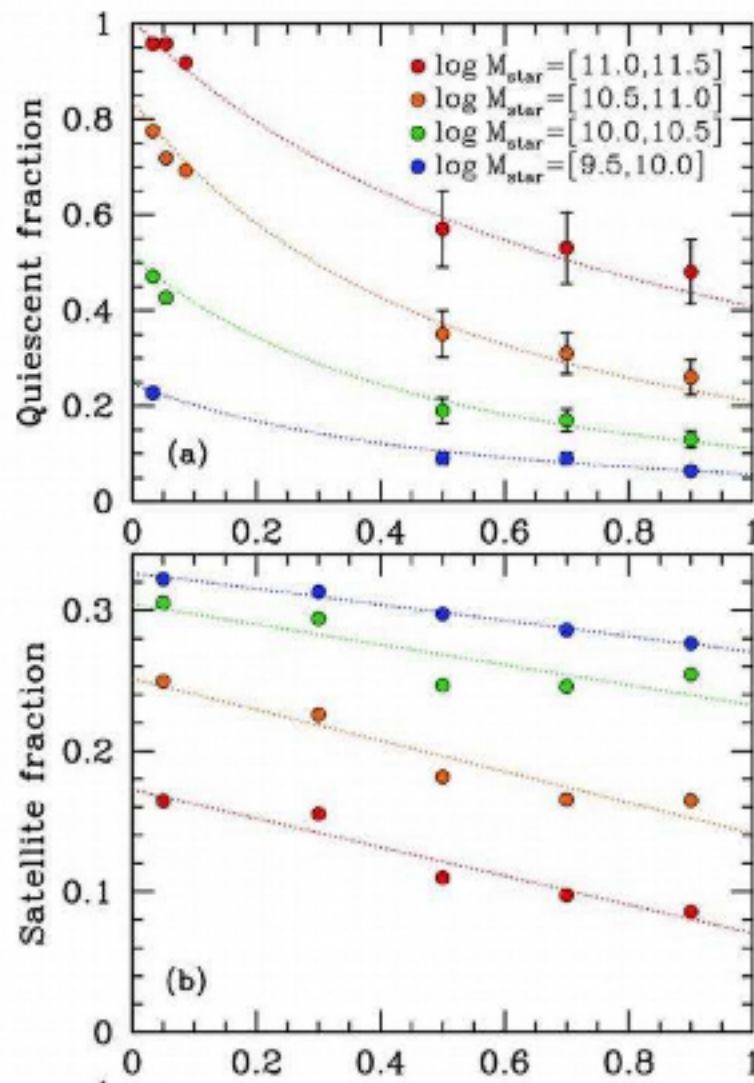 1
0.8
0.6
0.4
0.2
0
Quiescent fraction
log M_star=[11.0,11.5]
log M_star=[10.5,11.0]
log M_star=[10.0,10.5]
log M_star=[9.5,10.0]
(a)
0 0.2 0.4 0.6 0.8 1
0.3
0.2
0.1
0
Satellite fraction
(b)
0 0.2 0.4 0.6 0.8 1